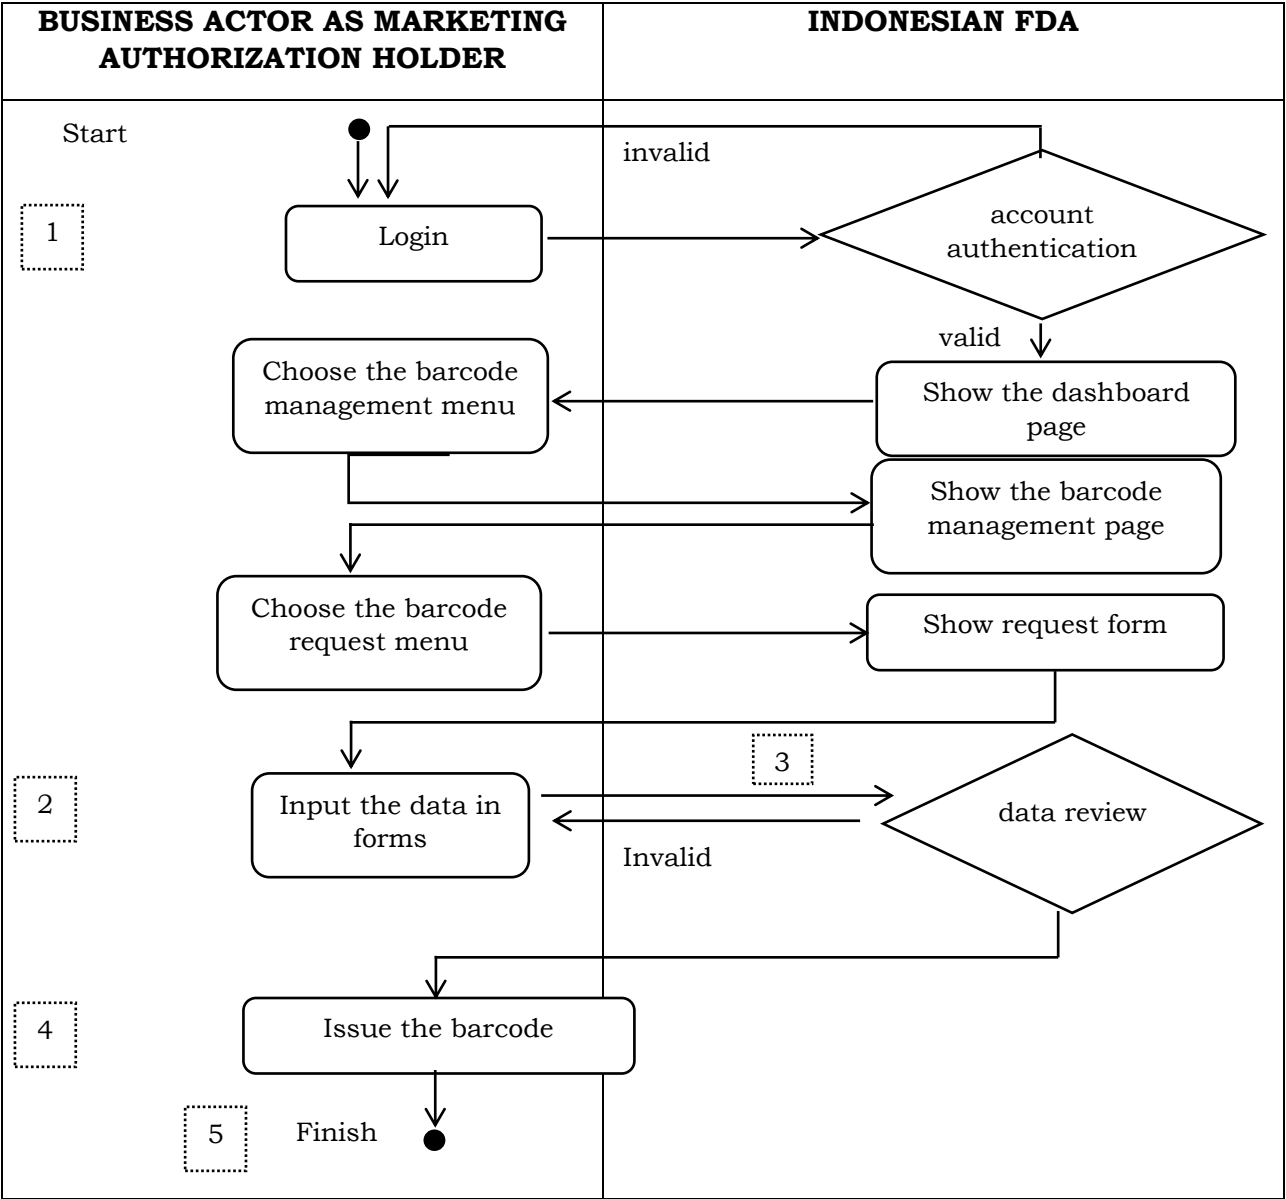 BUSINESS ACTOR AS MARKETING
AUTHORIZATION HOLDER
INDONESIAN FDA
Start
invalid
1
Login
account
authentication
valid
Choose the barcode
management menu
Show the dashboard
page
Show the barcode
management page
Choose the barcode
request menu
Show request form
3
2
Input the data in
forms
data review
Invalid
4
Issue the barcode
5
Finish